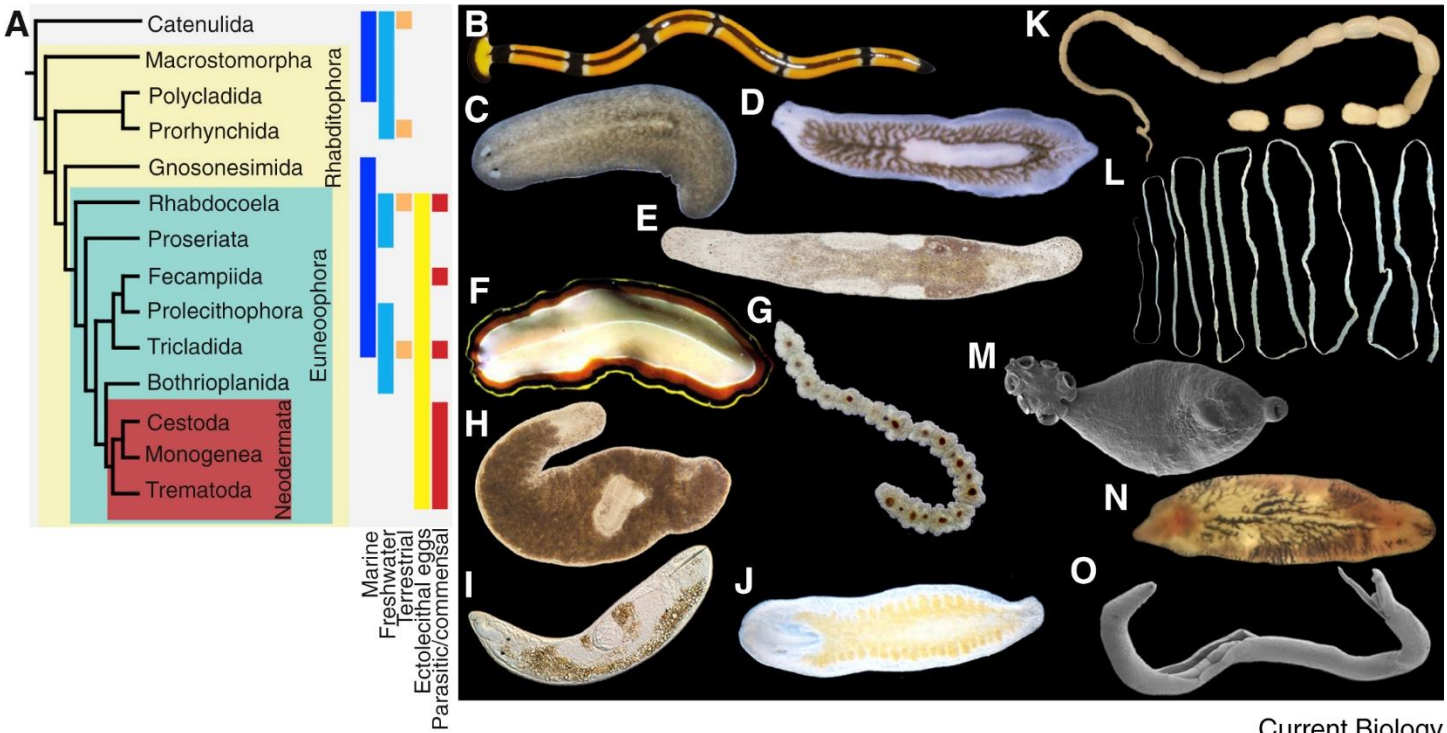 A
Catenulida
Macrostomorpha
Polycladida
Prorhynchida
Gnosonesimida
Rhabdocoela
Proseriata
Fecampiida
Prolecithophora
Tricladida
Bothrioplanida
Cestoda
Monogenea
Trematoda
Rhabditophora
Euneoophora
Neodermata
Marine
Freshwater
Terrestrial
Ectolecithal eggs
Parasitic/commensal
B
C
D
E
F
G
H
I
J
K
L
M
N
O
Current Biology